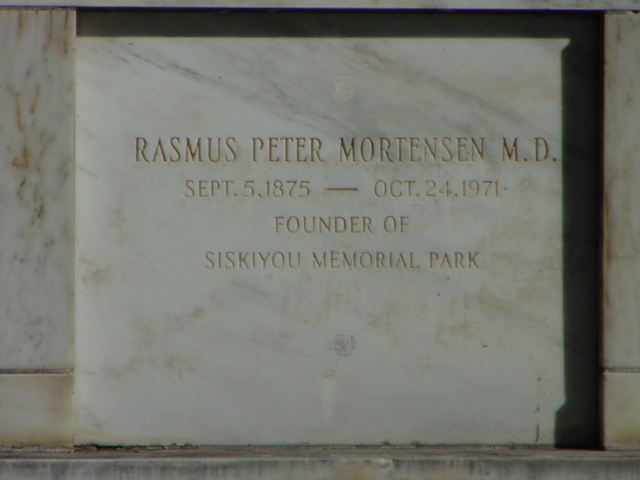 RASMUS PETER MORTENSEN M.D.
SEPT. 5, 1875 — OCT. 24, 1971
FOUNDER OF
SISKIYOU MEMORIAL PARK